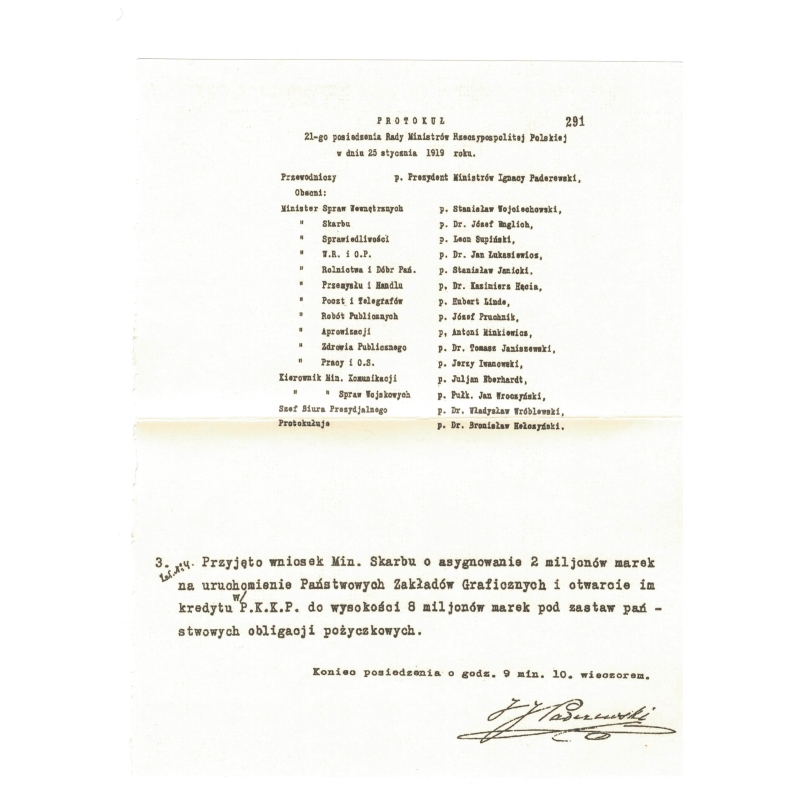 PROTOKUŁ 291
21-go posiedzenia Rady Ministrów Rzeczypospolitej Polskiej
w dniu 25 stycznia 1919 roku.
Przewodniczy p. Prezydent Ministrów Ignacy Paderewski,
Obecni:
Minister Spraw Wewnętrznych p. Stanisław Wojciechowski,
" Skarbu p. Dr. Józef Englich,
" Sprawiedliwości p. Leon Supiński,
" W.R. i O.P. p. Dr. Jan Łukasiewicz,
" Rolnictwa i Dóbr Pań. p. Stanisław Janicki,
" Przemysłu i Handlu p. Dr. Kazimierz Hącia,
" Poczt i Telegrafów p. Hubert Linde,
" Robót Publicznych p. Józef Pruchnik,
" Aprowizacji p. Antoni Minkiewicz,
" Zdrowia Publicznego p. Dr. Tomasz Janiszewski,
" Pracy i O.S. p. Jerzy Iwanowski,
Kierownik Min. Komunikacji p. Juljan Eberhardt,
" " Spraw Wojskowych p. Pułk. Jan Wroczyński,
Szef Biura Prezydjalnego p. Dr. Władysław Wróblewski,
Protokułuje p. Dr. Bronisław Hełczyński.
3. Przyjęto wniosek Min. Skarbu o asygnowanie 2 miljonów marek
Zał. №4.
na uruchomienie Państwowych Zakładów Graficznych i otwarcie im
kredytu w/ P.K.K.P. do wysokości 8 miljonów marek pod zastaw pań -
stwowych obligacji pożyczkowych.
Koniec posiedzenia o godz. 9 min. 10. wieczorem.
I J Paderewski